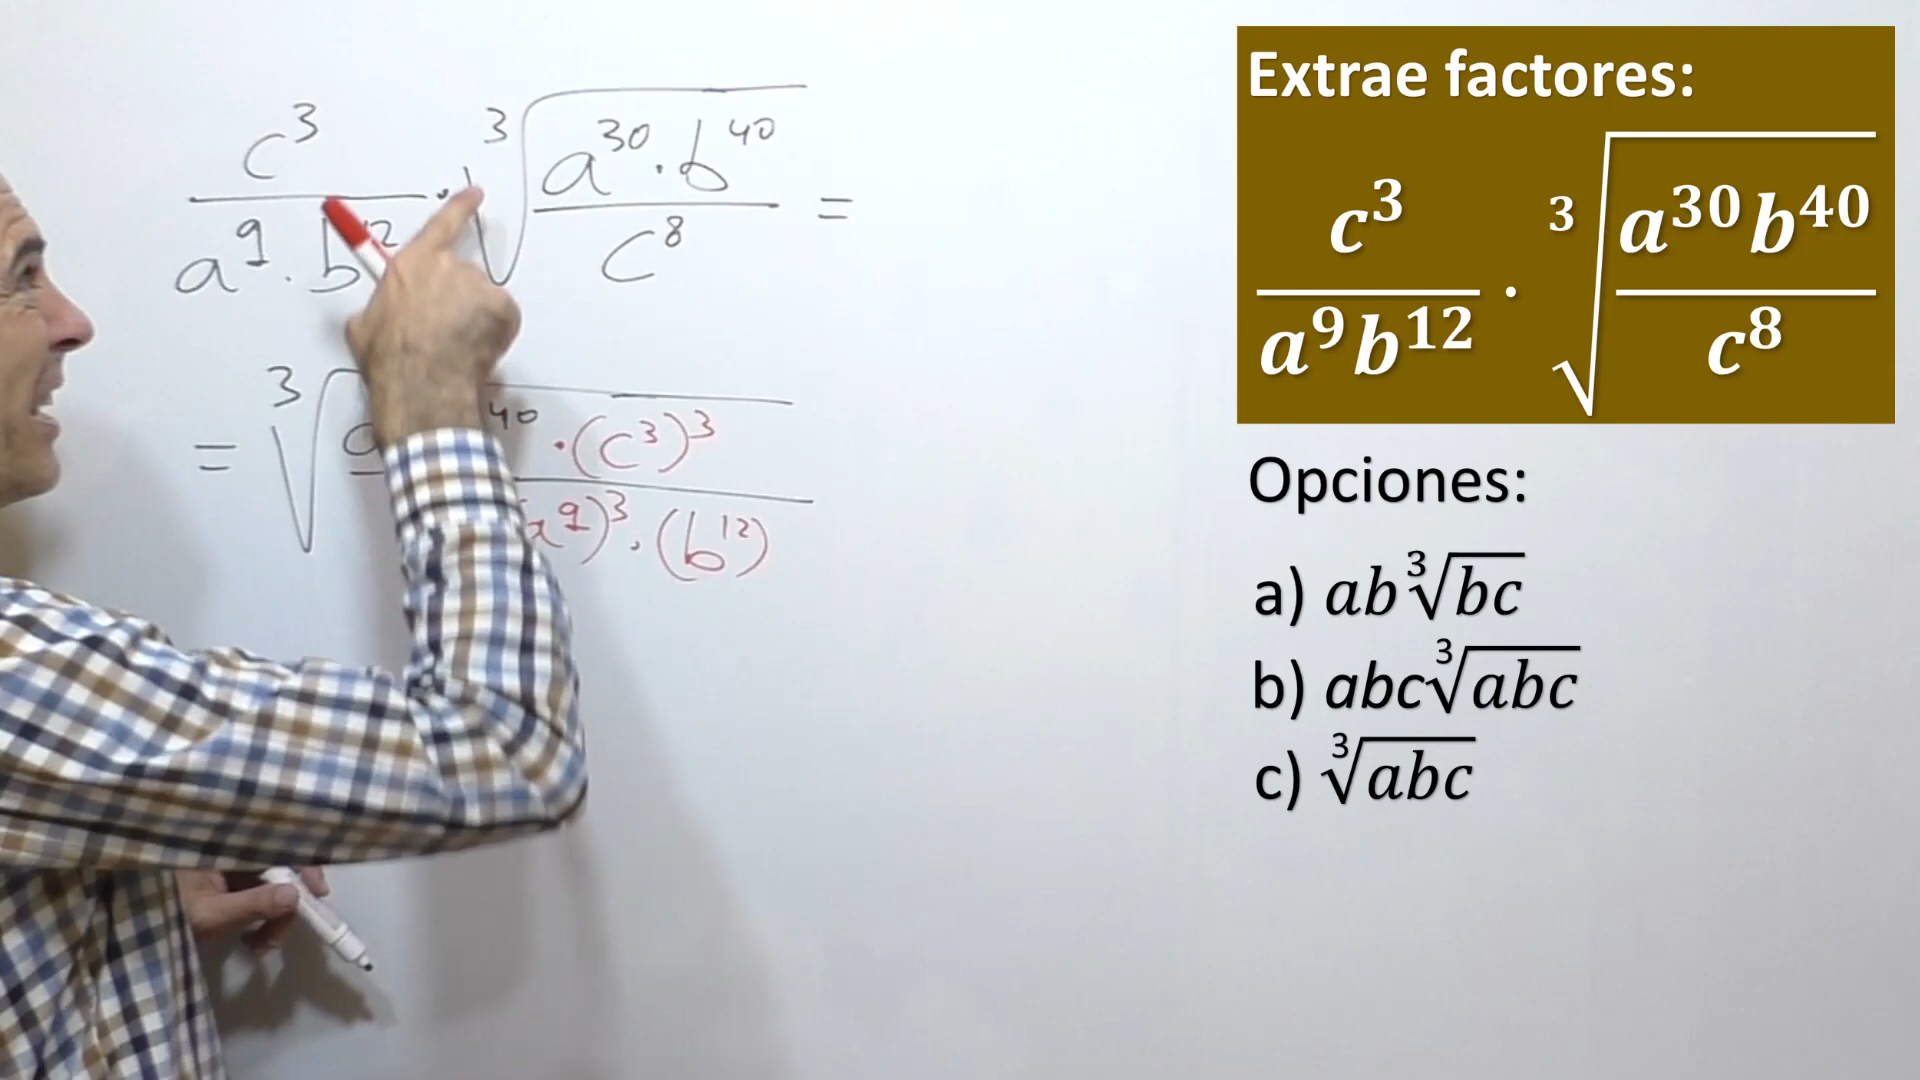 c³ / a⁹ · b¹² · ∛(a³⁰ · b⁴⁰ / c⁸) =
= ∛ a ⁴⁰ · (c³)³ / ⁹)³ · (b¹²)
Extrae factores:
c³ / a⁹b¹² · ∛(a³⁰b⁴⁰ / c⁸)
Opciones:
a) ab∛bc
b) abc∛abc
c) ∛abc